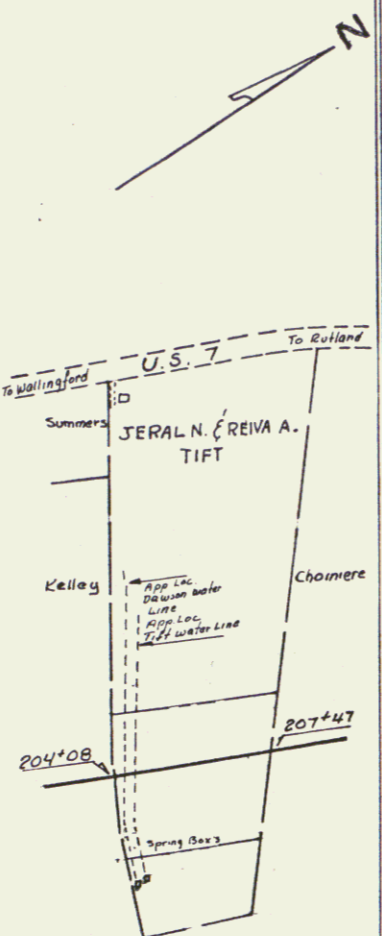 N
To Rutland
U.S. 7
To Wallingford
Summers
JERAL N. & REIVA A.
TIFT
Kelley
App. Loc.
Dawson water
Line
App. Loc.
Tift water Line
Choiniere
207+47
204+08
Spring Box's